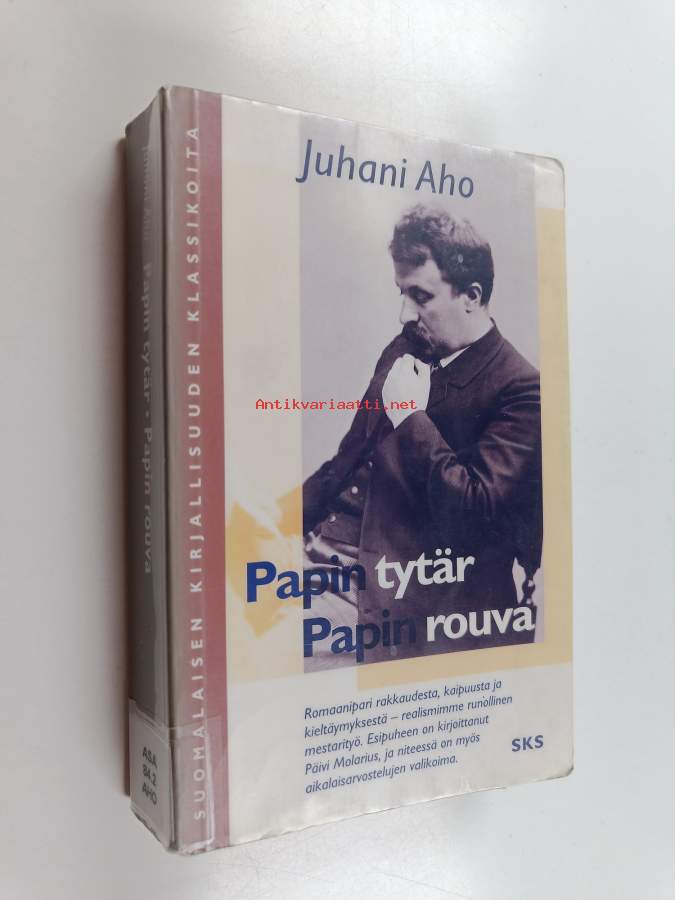 Juhani Aho
Papin tytär
Papin rouva
Romaanipari rakkaudesta, kaipuusta ja
kieltäymyksestä – realismimme runollinen
mestarityö. Esipuheen on kirjoittanut
Päivi Molarius, ja niteessä on myös
aikalaisarvostelujen valikoima.
SKS
SUOMALAISEN KIRJALLISUUDEN KLASSIKOITA
Juhani Aho Papin tytär • Papin rouva
ASA
84.2
AHO
Antikvariaatti.net